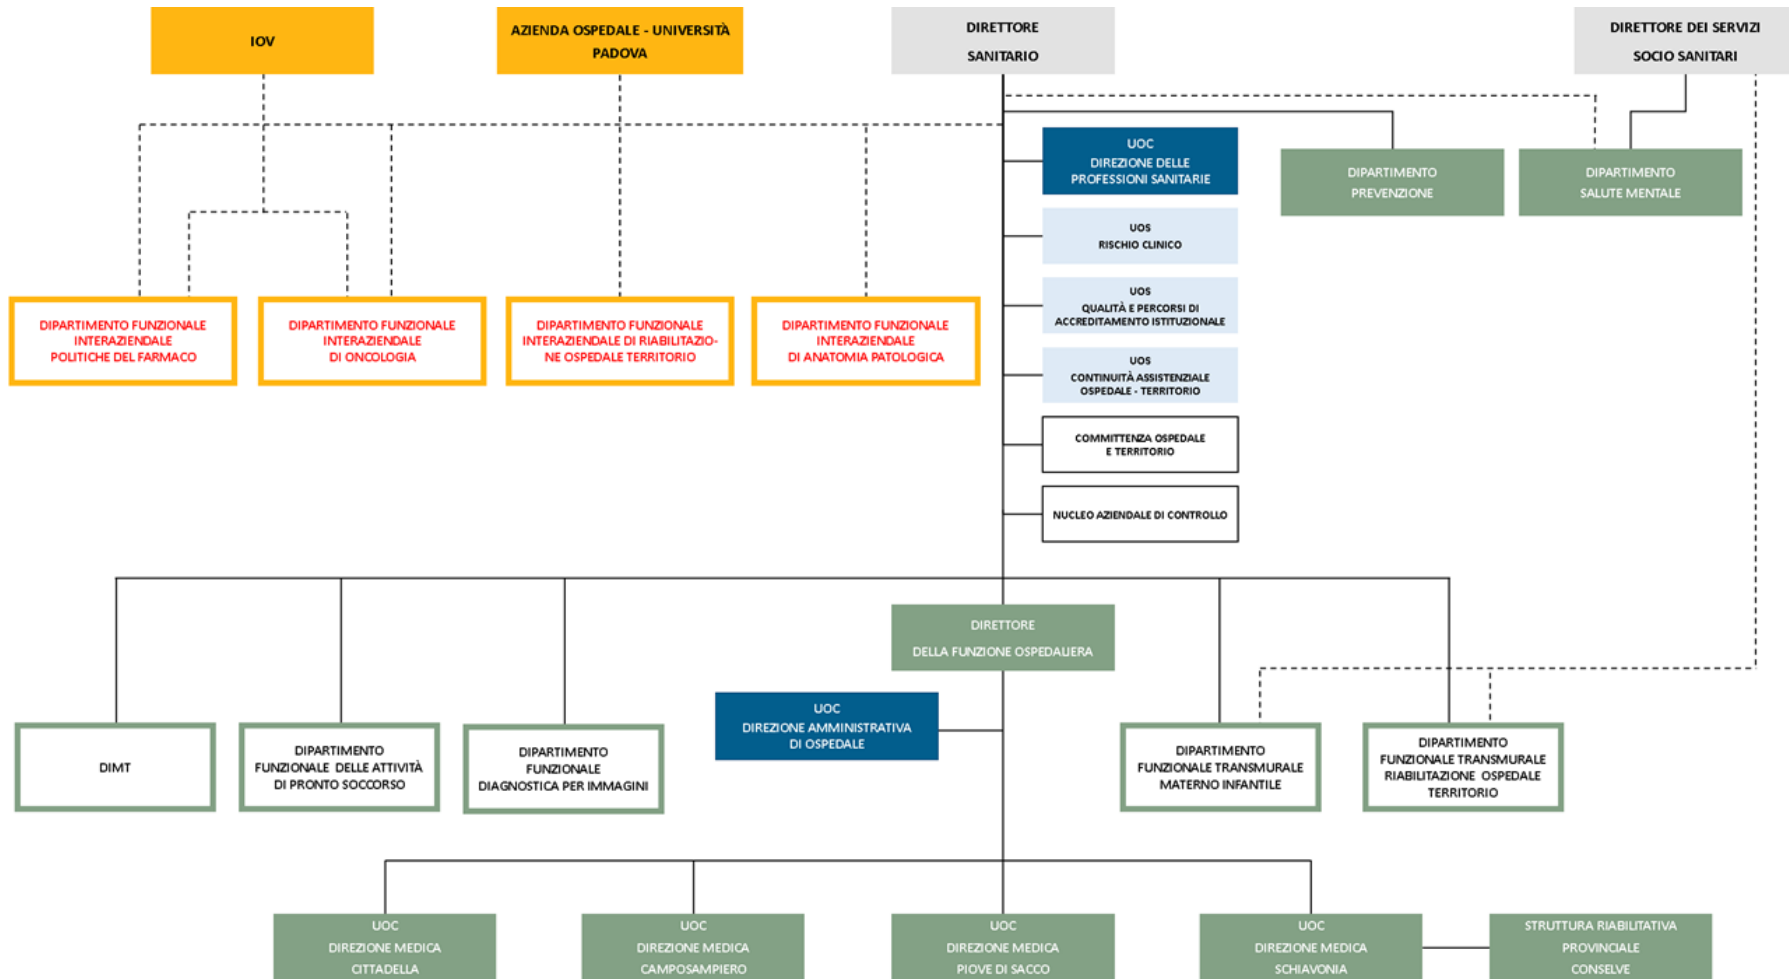 IOV
AZIENDA OSPEDALE - UNIVERSITÀ
PADOVA
DIRETTORE
SANITARIO
DIRETTORE DEI SERVIZI
SOCIO SANITARI
UOC
DIREZIONE DELLE
PROFESSIONI SANITARIE
DIPARTIMENTO
PREVENZIONE
DIPARTIMENTO
SALUTE MENTALE
UOS
RISCHIO CLINICO
UOS
QUALITÀ E PERCORSI DI
ACCREDITAMENTO ISTITUZIONALE
DIPARTIMENTO FUNZIONALE
INTERAZIENDALE
POLITICHE DEL FARMACO
DIPARTIMENTO FUNZIONALE
INTERAZIENDALE
DI ONCOLOGIA
DIPARTIMENTO FUNZIONALE
INTERAZIENDALE DI RIABILITAZIO-
NE OSPEDALE TERRITORIO
DIPARTIMENTO FUNZIONALE
INTERAZIENDALE
DI ANATOMIA PATOLOGICA
UOS
CONTINUITÀ ASSISTENZIALE
OSPEDALE - TERRITORIO
COMMITTENZA OSPEDALE
E TERRITORIO
NUCLEO AZIENDALE DI CONTROLLO
DIRETTORE
DELLA FUNZIONE OSPEDALIERA
UOC
DIREZIONE AMMINISTRATIVA
DI OSPEDALE
DIMT
DIPARTIMENTO
FUNZIONALE DELLE ATTIVITÀ
DI PRONTO SOCCORSO
DIPARTIMENTO
FUNZIONALE
DIAGNOSTICA PER IMMAGINI
DIPARTIMENTO
FUNZIONALE TRANSMURALE
MATERNO INFANTILE
DIPARTIMENTO
FUNZIONALE TRANSMURALE
RIABILITAZIONE OSPEDALE
TERRITORIO
UOC
DIREZIONE MEDICA
CITTADELLA
UOC
DIREZIONE MEDICA
CAMPOSAMPIERO
UOC
DIREZIONE MEDICA
PIOVE DI SACCO
UOC
DIREZIONE MEDICA
SCHIAVONIA
STRUTTURA RIABILITATIVA
PROVINCIALE
CONSELVE